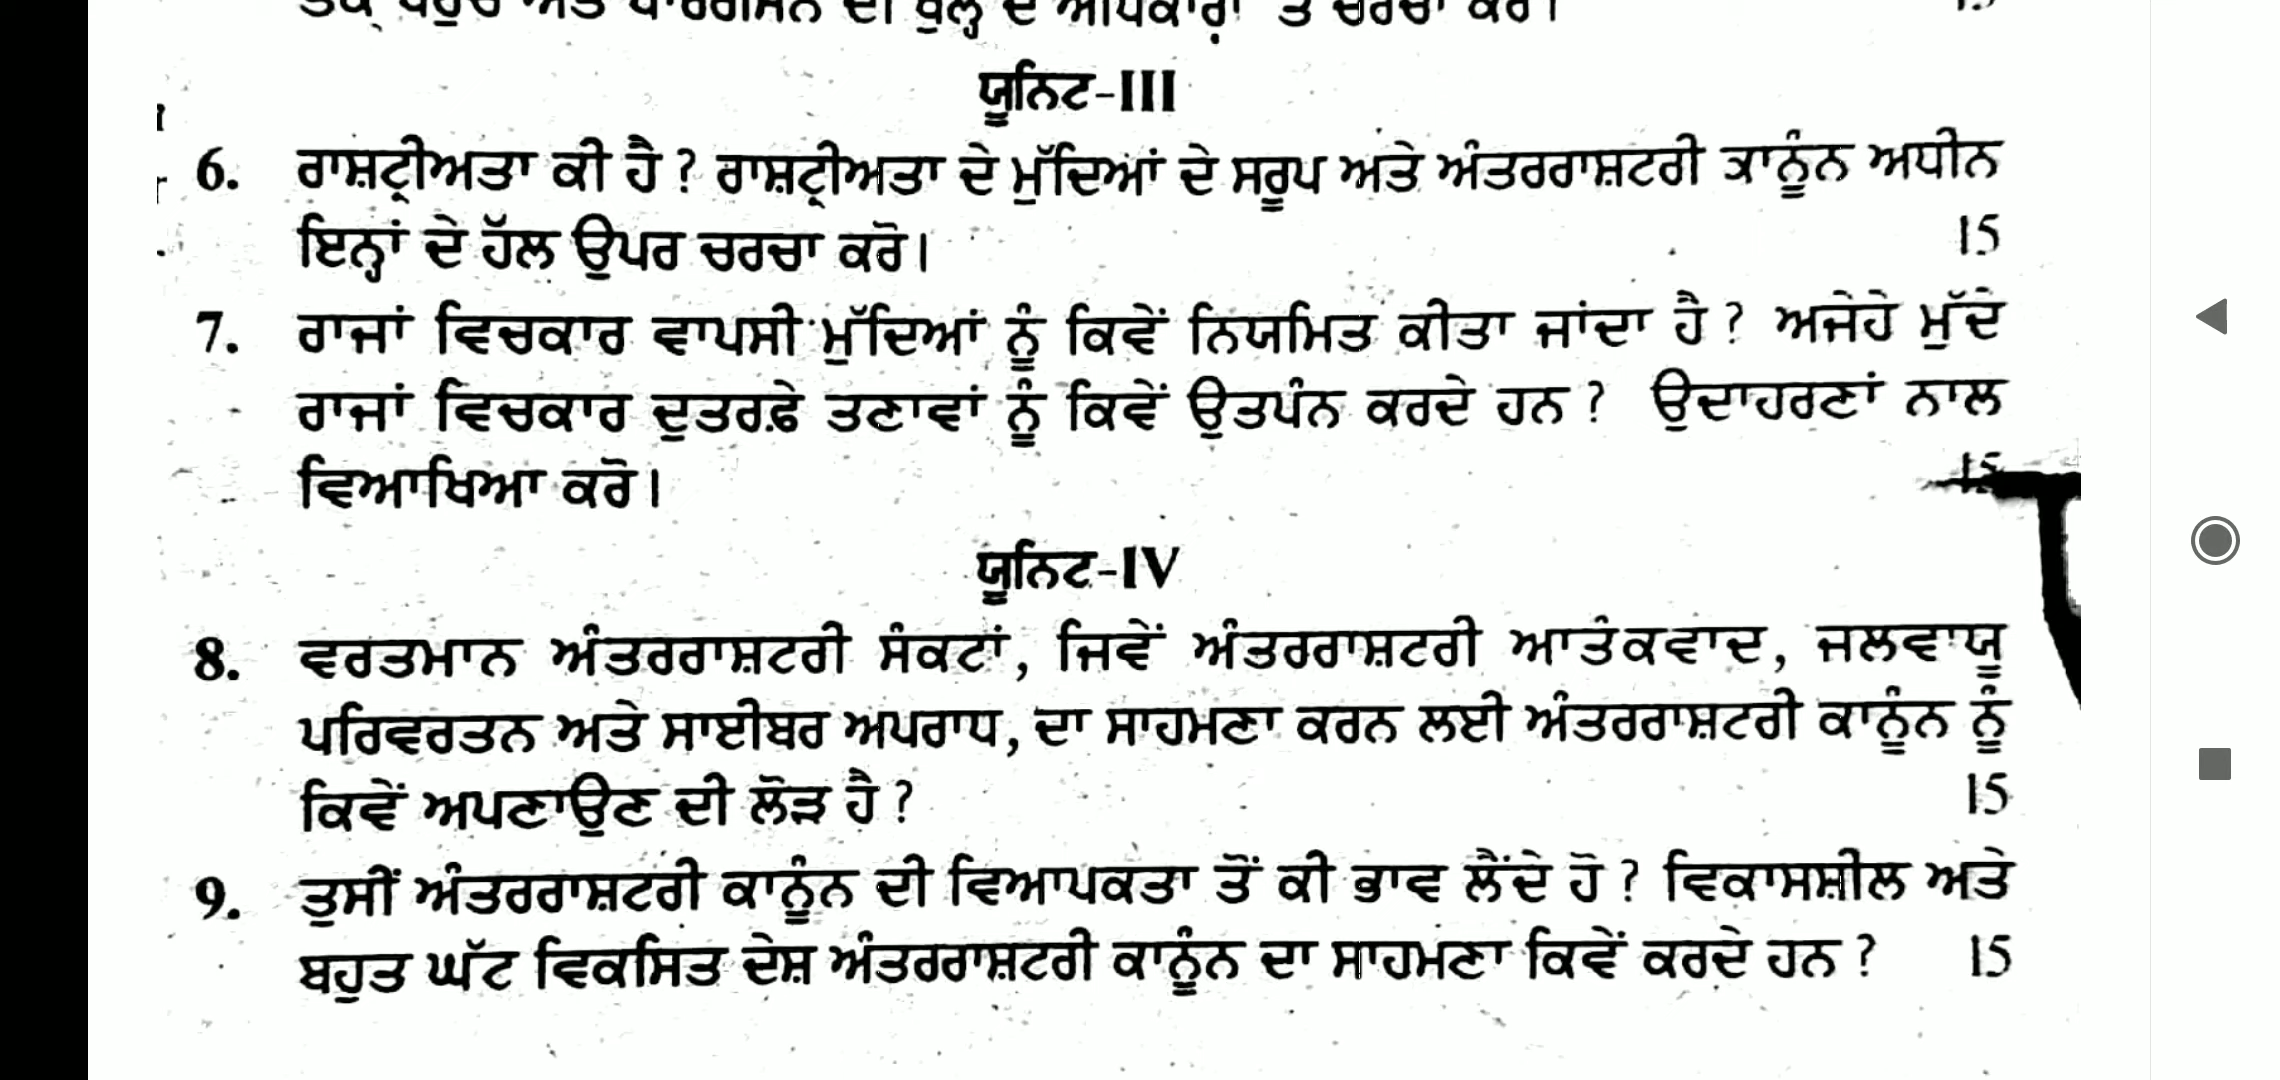 ਯੂਨਿਟ-III
6. ਰਾਸ਼ਟ੍ਰੀਅਤਾ ਕੀ ਹੈ ? ਰਾਸ਼ਟ੍ਰੀਅਤਾ ਦੇ ਮੁੱਦਿਆਂ ਦੇ ਸਰੂਪ ਅਤੇ ਅੰਤਰਰਾਸ਼ਟਰੀ ਕਾਨੂੰਨ ਅਧੀਨ
ਇਨ੍ਹਾਂ ਦੇ ਹੱਲ ਉਪਰ ਚਰਚਾ ਕਰੋ। 15
7. ਰਾਜਾਂ ਵਿਚਕਾਰ ਵਾਪਸੀ ਮੁੱਦਿਆਂ ਨੂੰ ਕਿਵੇਂ ਨਿਯਮਿਤ ਕੀਤਾ ਜਾਂਦਾ ਹੈ ? ਅਜੇਹੇ ਮੁੱਦੇ
ਰਾਜਾਂ ਵਿਚਕਾਰ ਦੁਤਰਫ਼ੇ ਤਣਾਵਾਂ ਨੂੰ ਕਿਵੇਂ ਉਤਪੰਨ ਕਰਦੇ ਹਨ ? ਉਦਾਹਰਣਾਂ ਨਾਲ
ਵਿਆਖਿਆ ਕਰੋ। 15
ਯੂਨਿਟ-IV
8. ਵਰਤਮਾਨ ਅੰਤਰਰਾਸ਼ਟਰੀ ਸੰਕਟਾਂ, ਜਿਵੇਂ ਅੰਤਰਰਾਸ਼ਟਰੀ ਆਤੰਕਵਾਦ, ਜਲਵਾਯੂ
ਪਰਿਵਰਤਨ ਅਤੇ ਸਾਈਬਰ ਅਪਰਾਧ, ਦਾ ਸਾਹਮਣਾ ਕਰਨ ਲਈ ਅੰਤਰਰਾਸ਼ਟਰੀ ਕਾਨੂੰਨ ਨੂੰ
ਕਿਵੇਂ ਅਪਣਾਉਣ ਦੀ ਲੋੜ ਹੈ ? 15
9. ਤੁਸੀਂ ਅੰਤਰਰਾਸ਼ਟਰੀ ਕਾਨੂੰਨ ਦੀ ਵਿਆਪਕਤਾ ਤੋਂ ਕੀ ਭਾਵ ਲੈਂਦੇ ਹੋ ? ਵਿਕਾਸਸ਼ੀਲ ਅਤੇ
ਬਹੁਤ ਘੱਟ ਵਿਕਸਿਤ ਦੇਸ਼ ਅੰਤਰਰਾਸ਼ਟਰੀ ਕਾਨੂੰਨ ਦਾ ਸਾਹਮਣਾ ਕਿਵੇਂ ਕਰਦੇ ਹਨ ? 15